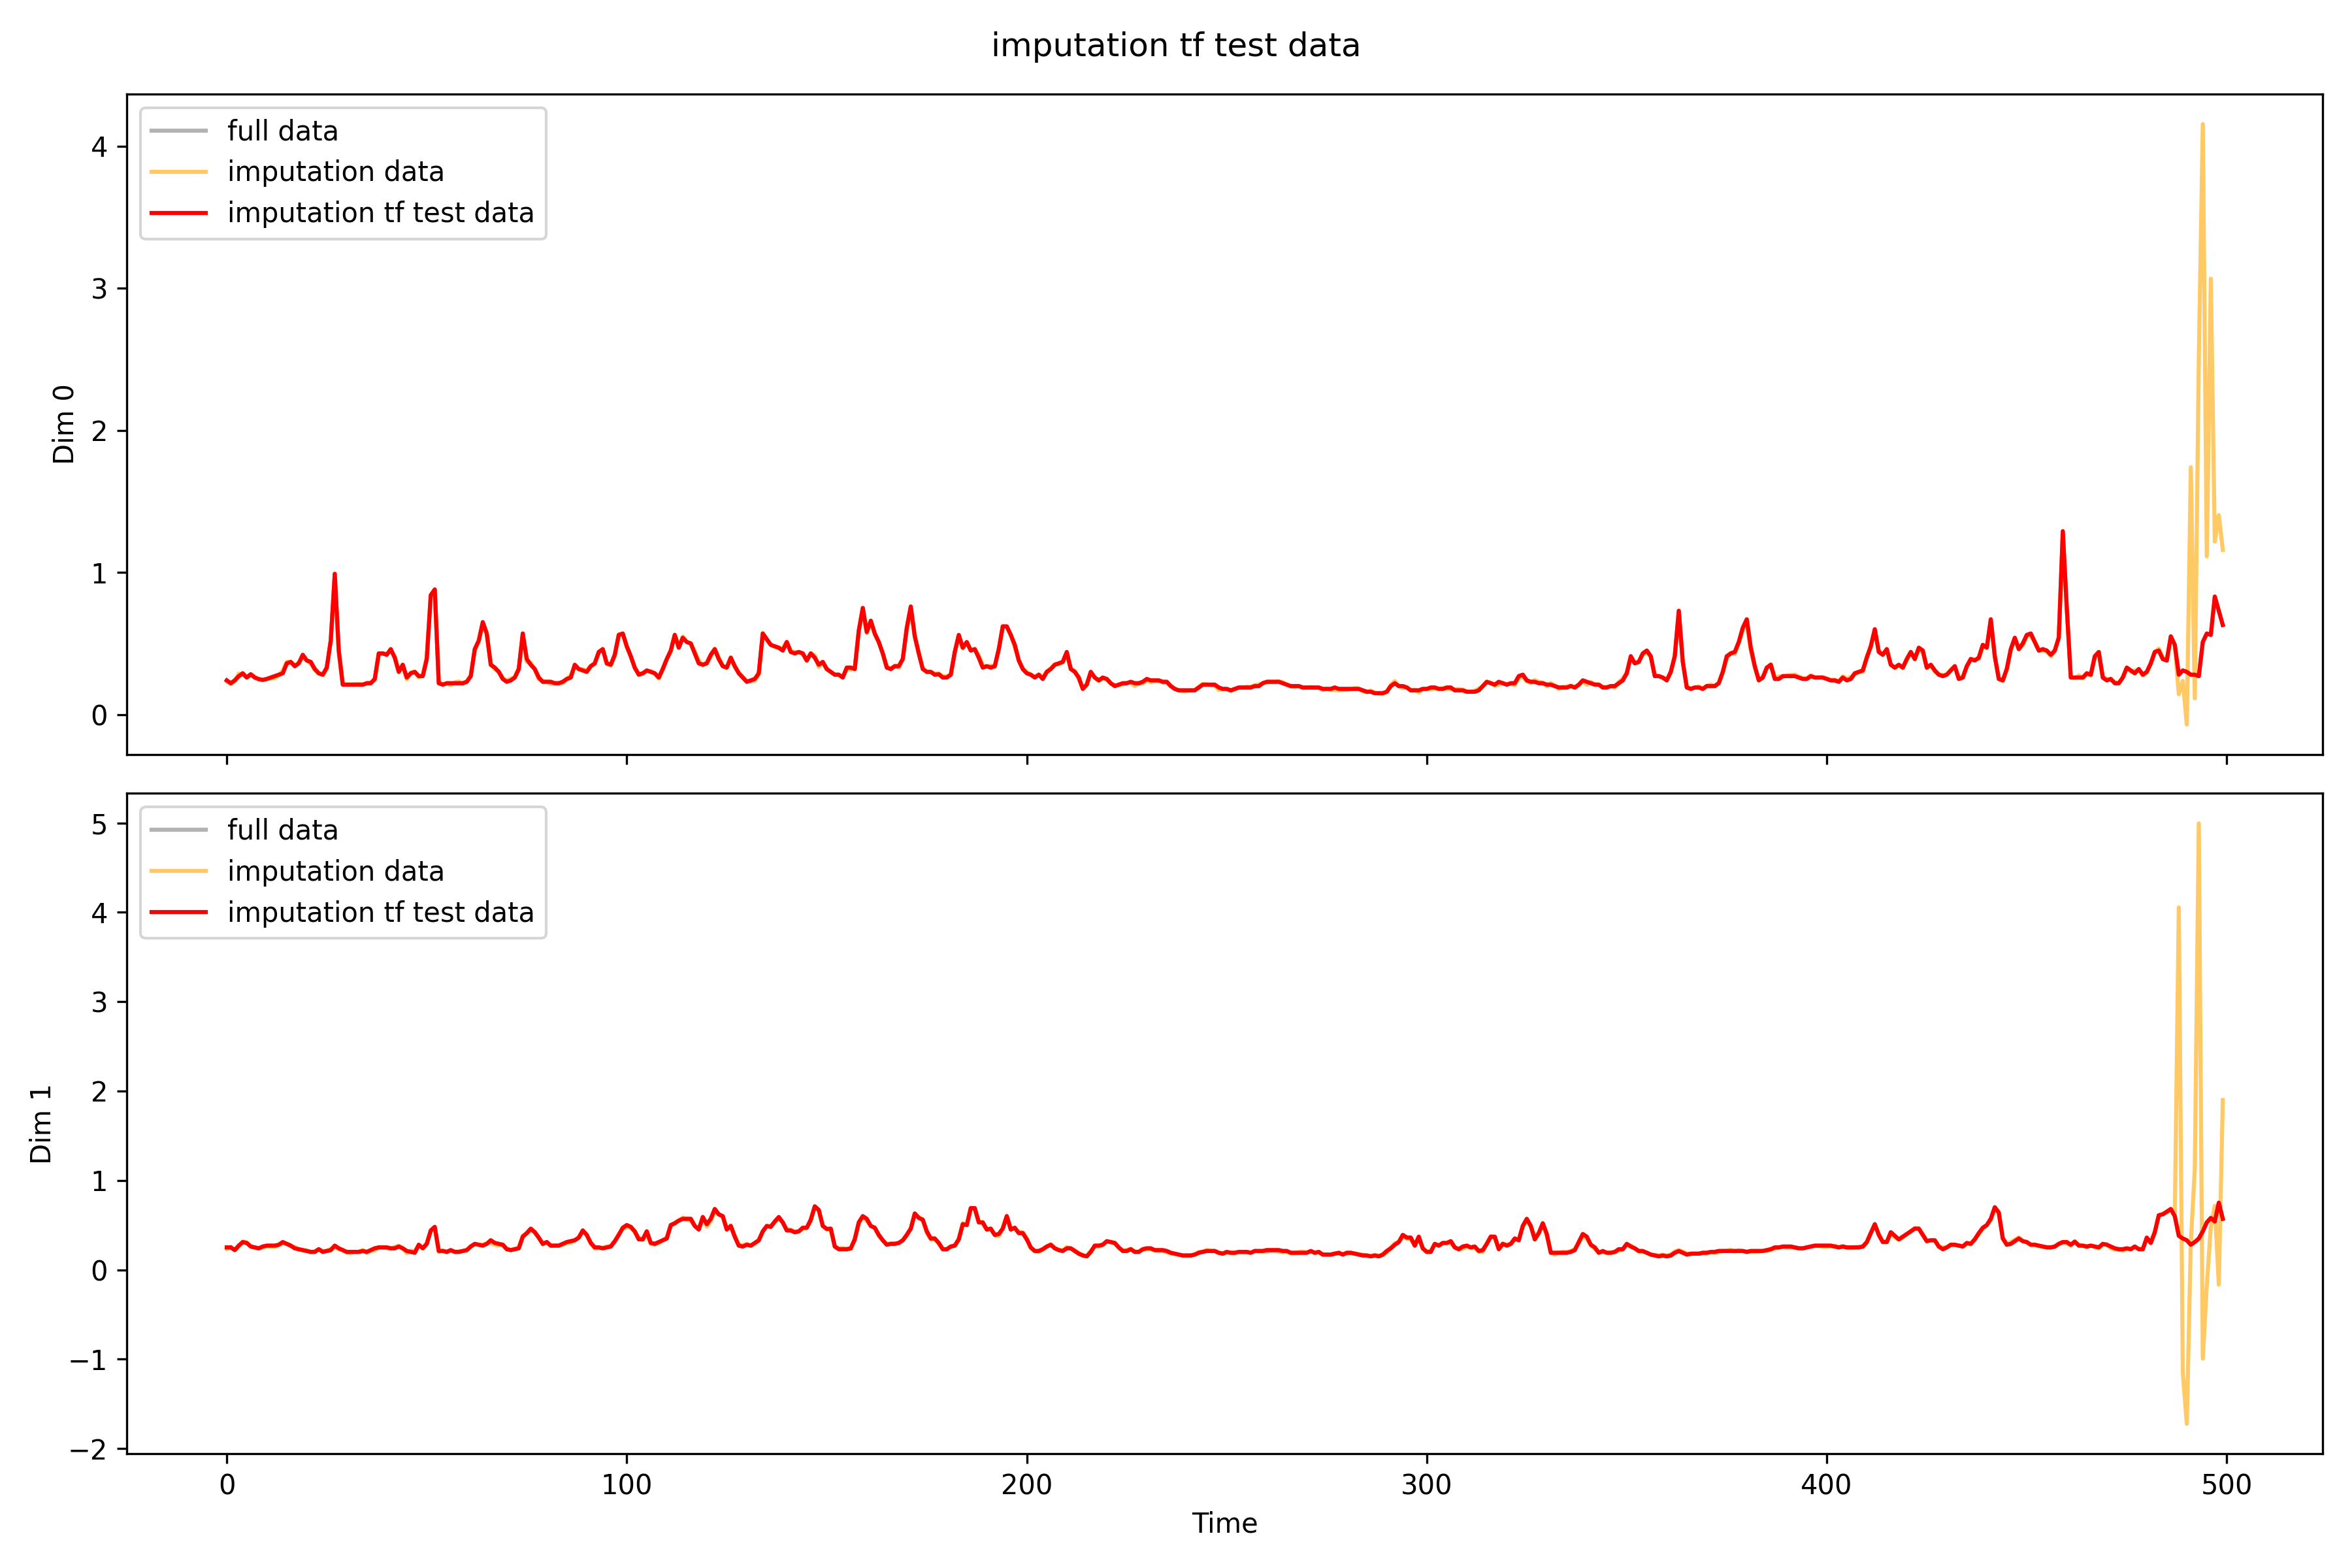 imputation tf test data
full data
imputation data
imputation tf test data
4
3
2
1
0
Dim 0
full data
imputation data
imputation tf test data
5
4
3
2
1
0
−1
−2
Dim 1
0 100 200 300 400 500
Time